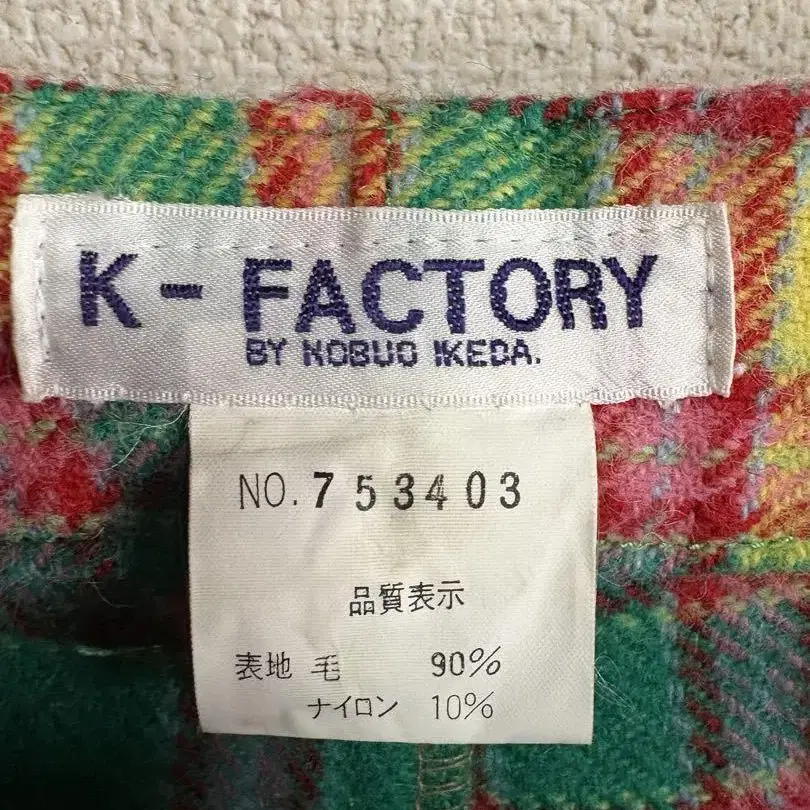 K-FACTORY
BY NOBUO IKEDA.
NO. 753403
品質表示
表地 毛 90%
ナイロン 10%